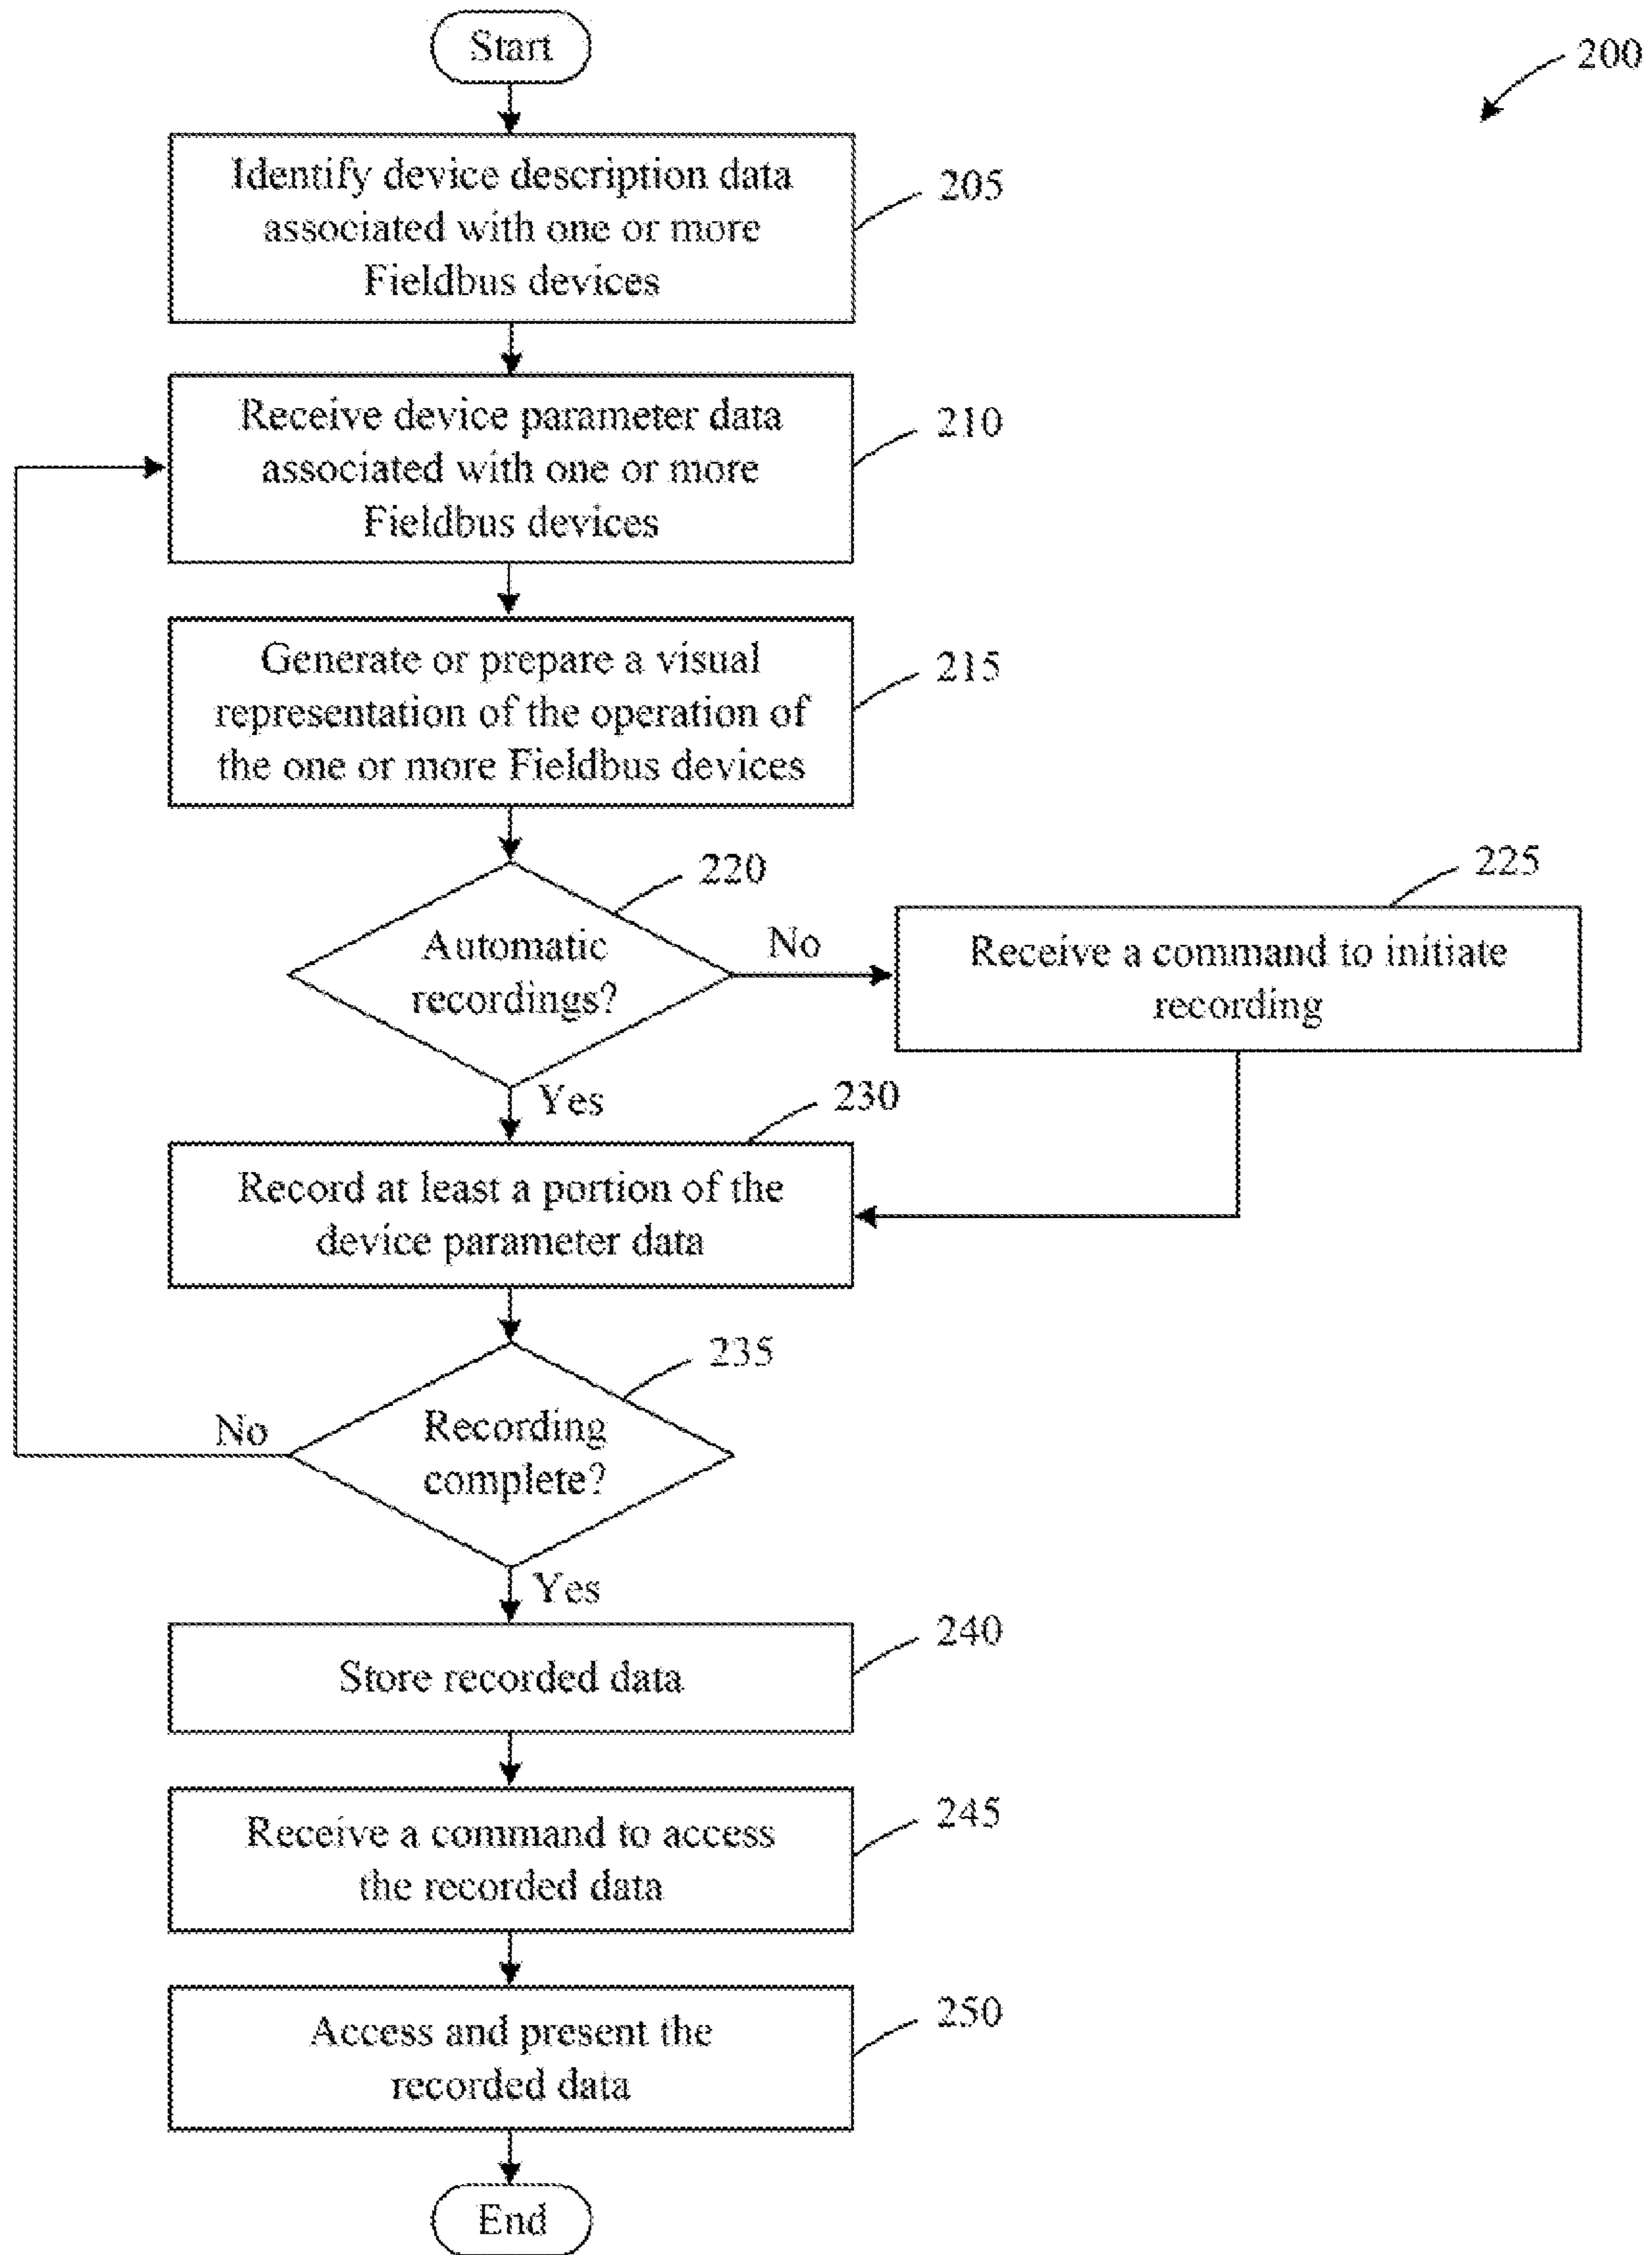 Start
200
Identify device description data
associated with one or more
Fieldbus devices
205
Receive device parameter data
associated with one or more
Fieldbus devices
210
Generate or prepare a visual
representation of the operation of
the one or more Fieldbus devices
215
220
Automatic
recordings?
No
225
Receive a command to initiate
recording
Yes
230
Record at least a portion of the
device parameter data
235
Recording
complete?
No
Yes
240
Store recorded data
245
Receive a command to access
the recorded data
250
Access and present the
recorded data
End